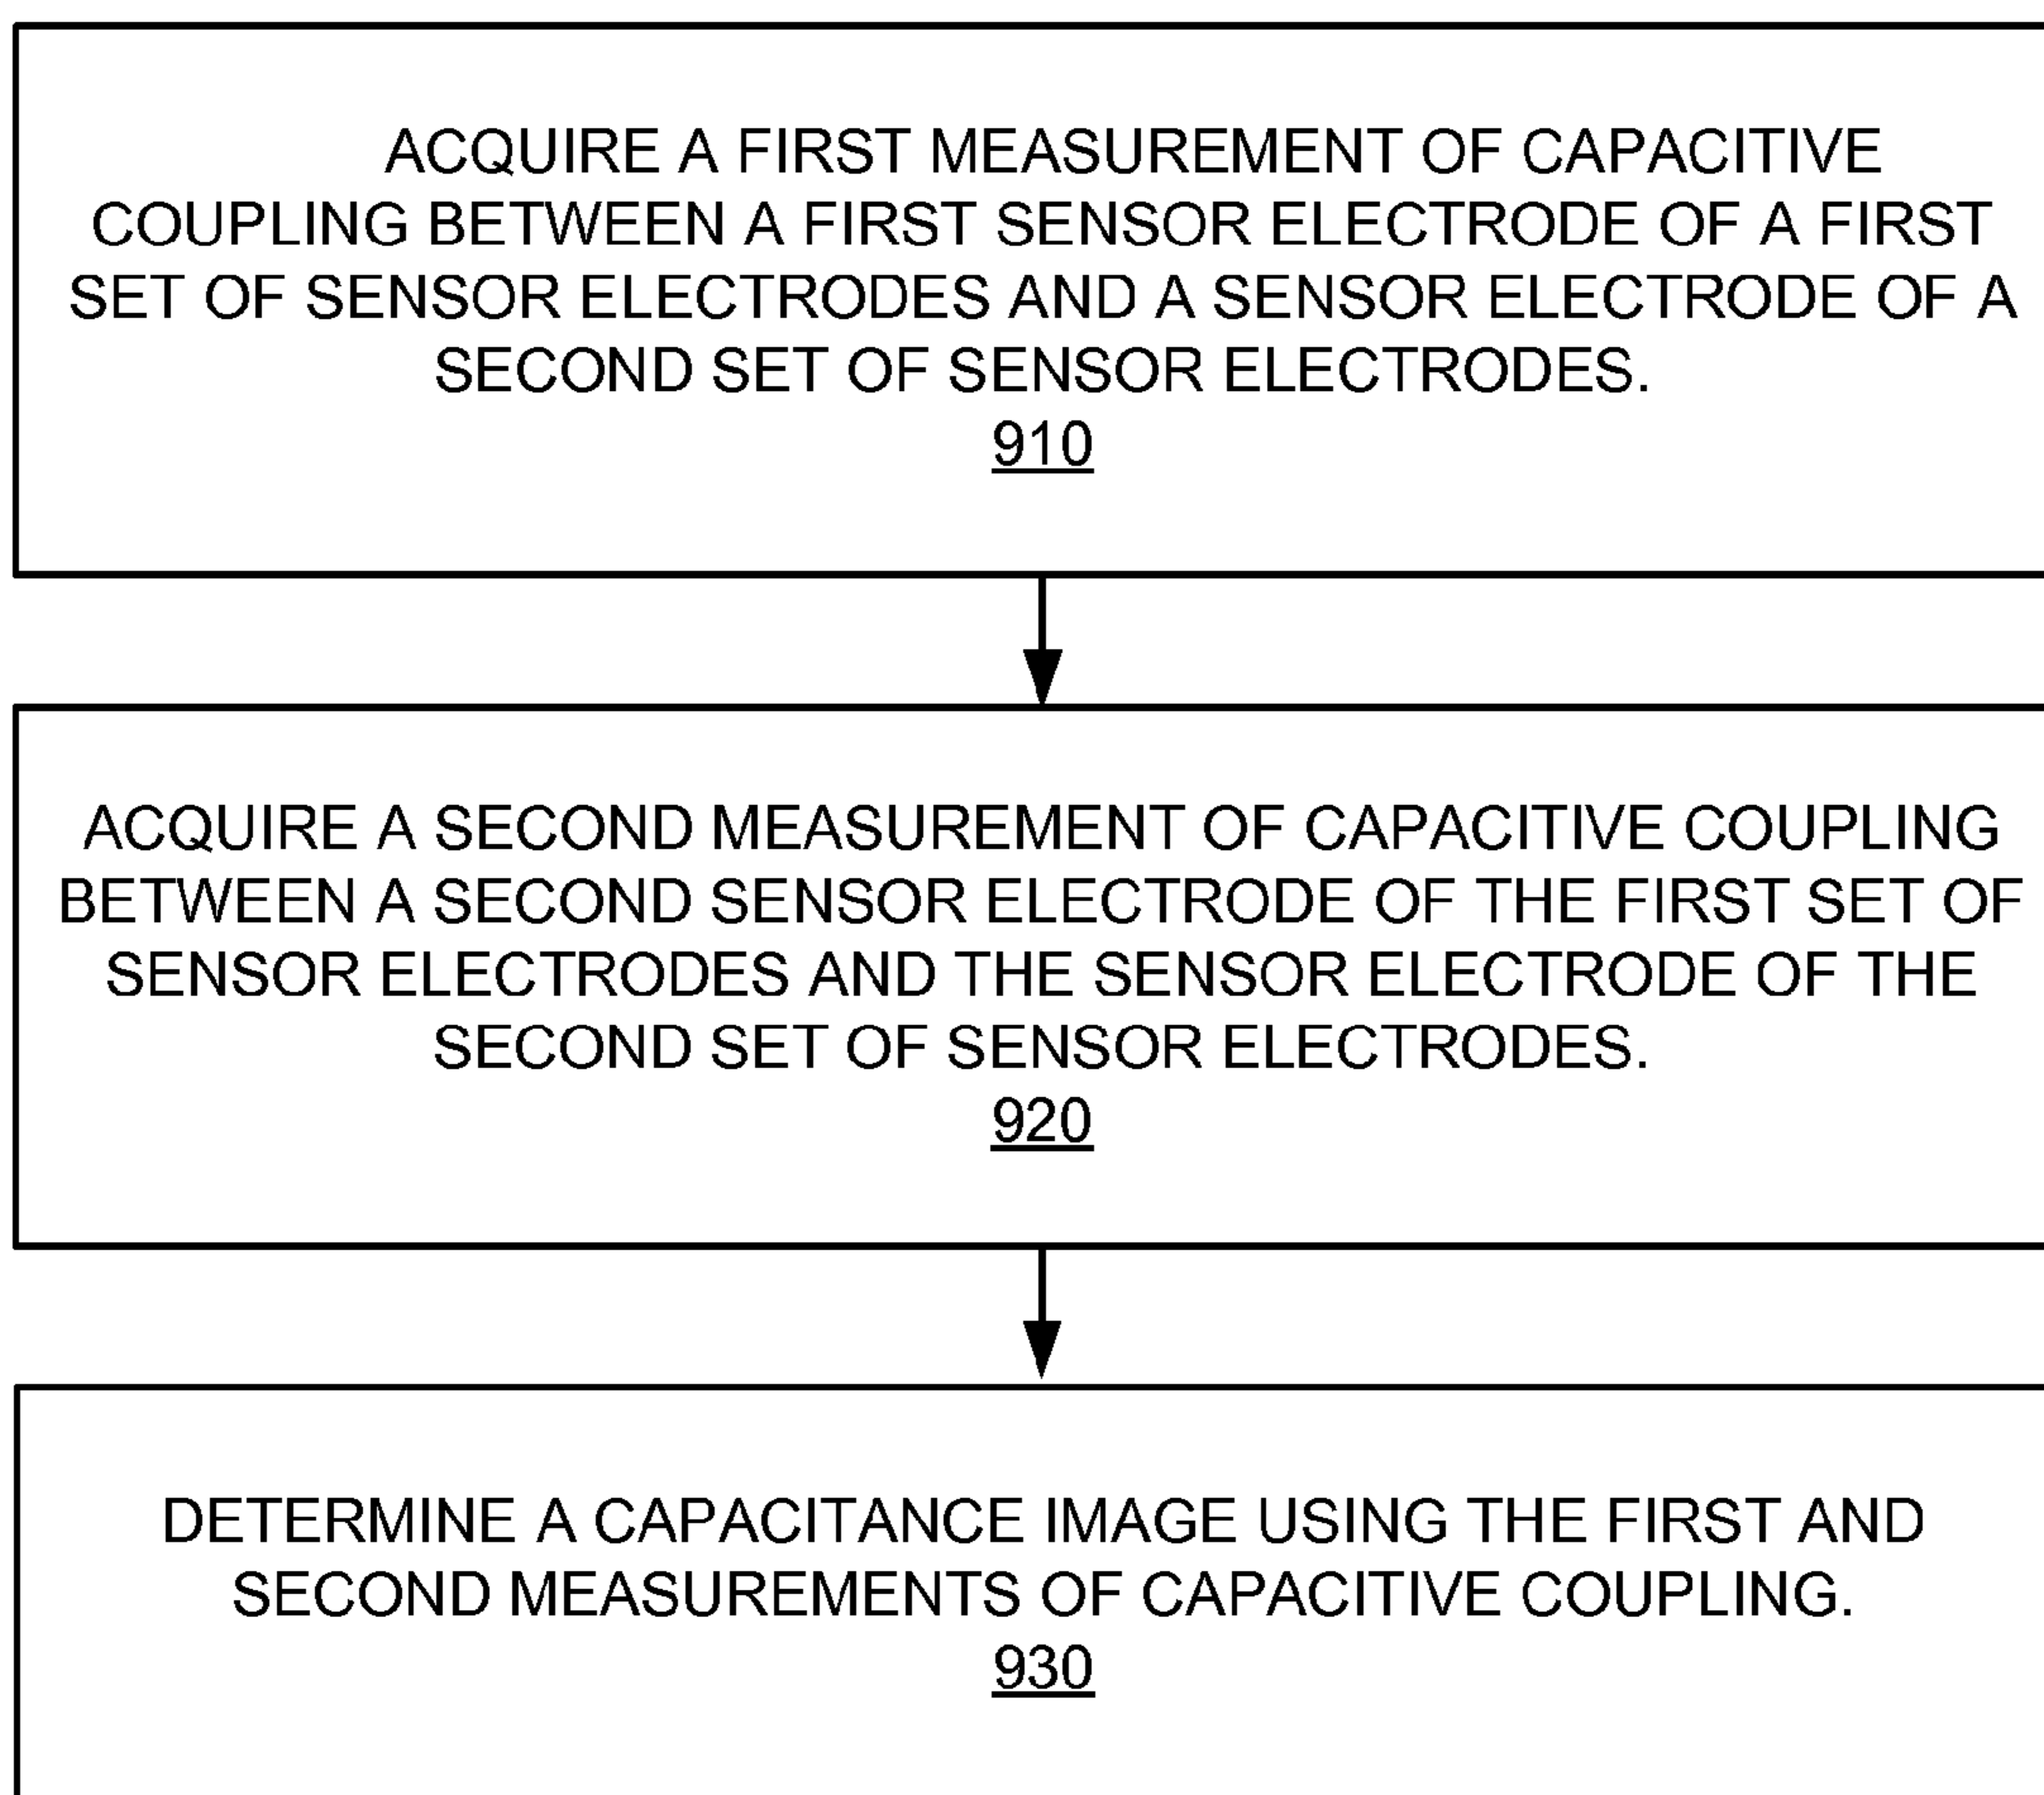 ACQUIRE A FIRST MEASUREMENT OF CAPACITIVE
COUPLING BETWEEN A FIRST SENSOR ELECTRODE OF A FIRST
SET OF SENSOR ELECTRODES AND A SENSOR ELECTRODE OF A
SECOND SET OF SENSOR ELECTRODES.
910
ACQUIRE A SECOND MEASUREMENT OF CAPACITIVE COUPLING
BETWEEN A SECOND SENSOR ELECTRODE OF THE FIRST SET OF
SENSOR ELECTRODES AND THE SENSOR ELECTRODE OF THE
SECOND SET OF SENSOR ELECTRODES.
920
DETERMINE A CAPACITANCE IMAGE USING THE FIRST AND
SECOND MEASUREMENTS OF CAPACITIVE COUPLING.
930